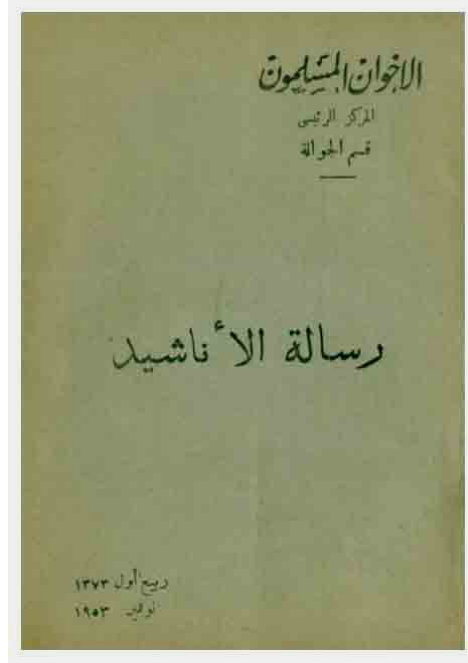 الاخوان المسلمون
المركز الرئيسى
قسم الجوالة
رسالة الأناشيد
ربيع أول ١٣٧٣
نوفمبر ١٩٥٣